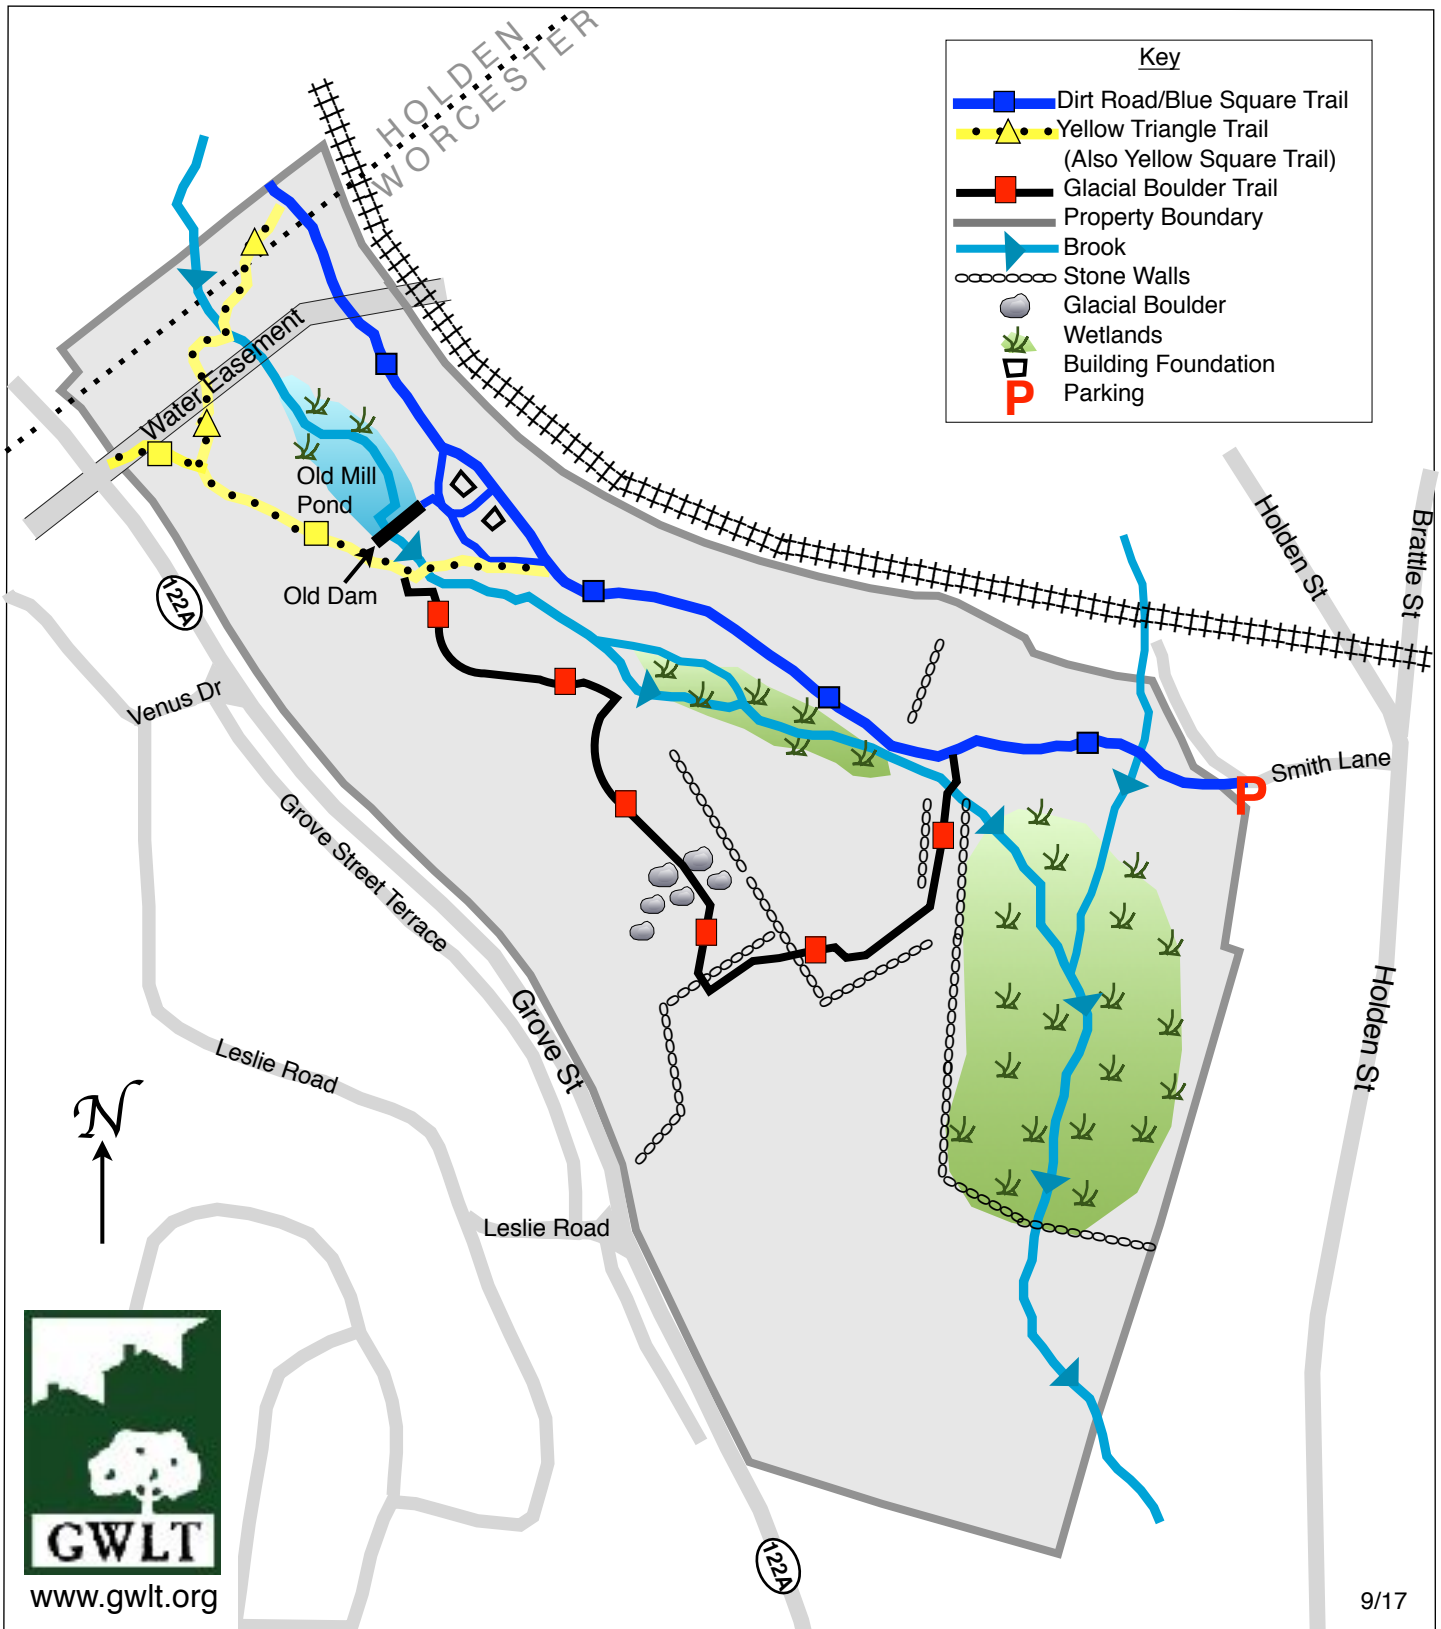 HOLDEN
WORCESTER
Key
Dirt Road/Blue Square Trail
Yellow Triangle Trail
(Also Yellow Square Trail)
Glacial Boulder Trail
Property Boundary
Brook
Stone Walls
Glacial Boulder
Wetlands
Building Foundation
P Parking
Water Easement
Old Mill
Pond
Old Dam
122A
Venus Dr
Grove Street Terrace
Grove St
Leslie Road
Leslie Road
Holden St
Brattle St
Smith Lane
P
Holden St
N
122A
GWLT
www.gwlt.org
9/17